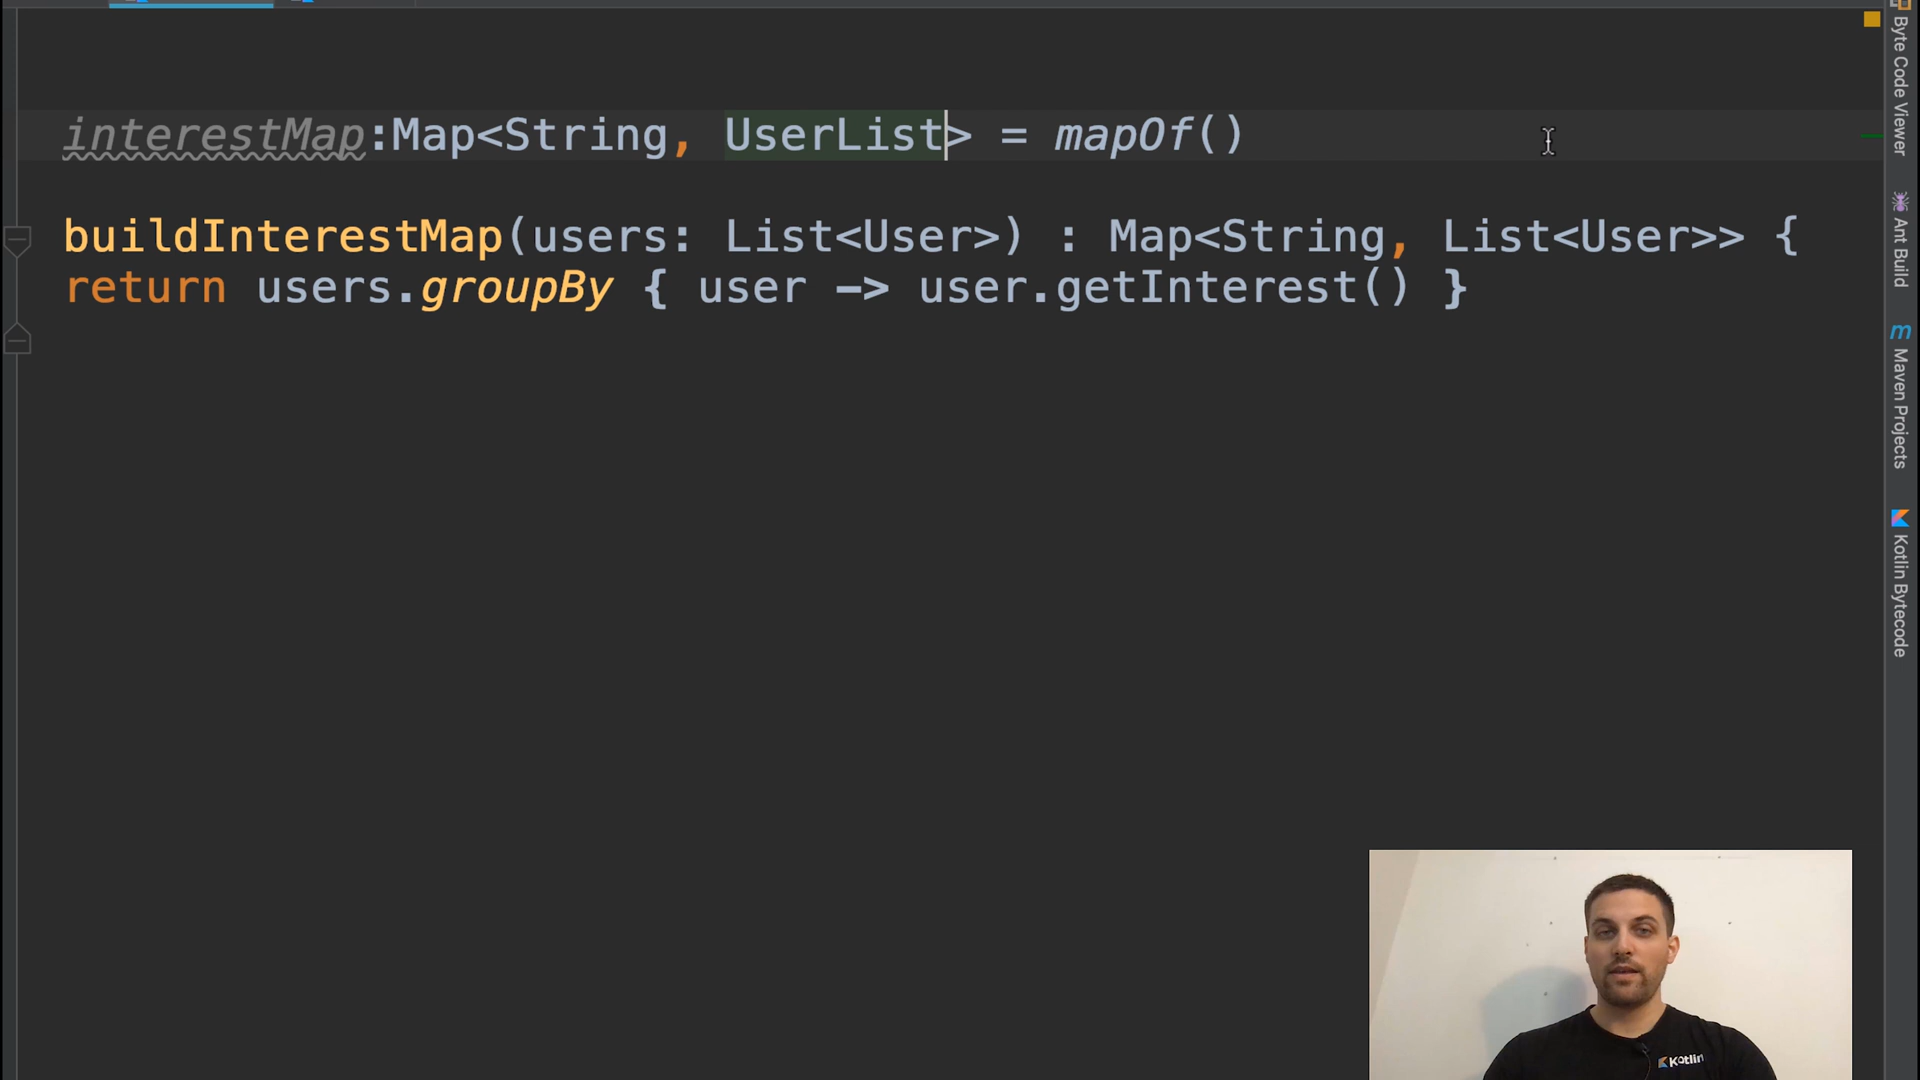 interestMap:Map<String, UserList> = mapOf()
buildInterestMap(users: List<User>) : Map<String, List<User>> {
return users.groupBy { user -> user.getInterest() }
Byte Code Viewer
Ant Build
m
Maven Projects
Kotlin Bytecode
Kotlin